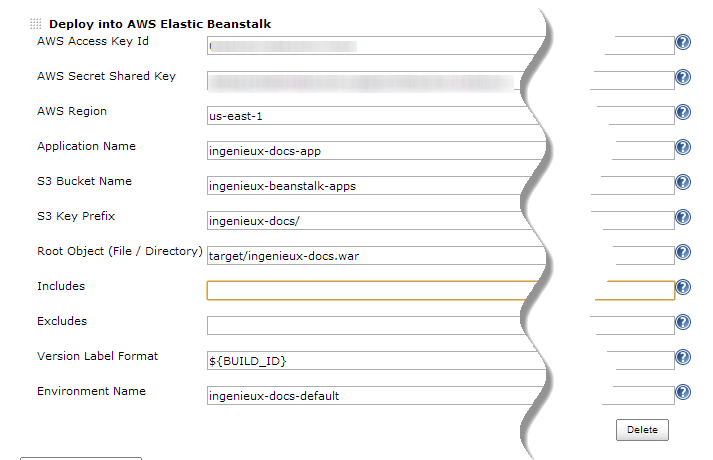 Deploy into AWS Elastic Beanstalk
AWS Access Key Id
AWS Secret Shared Key
AWS Region us-east-1
Application Name ingenieux-docs-app
S3 Bucket Name ingenieux-beanstalk-apps
S3 Key Prefix ingenieux-docs/
Root Object (File / Directory) target/ingenieux-docs.war
Includes
Excludes
Version Label Format ${BUILD_ID}
Environment Name ingenieux-docs-default
Delete